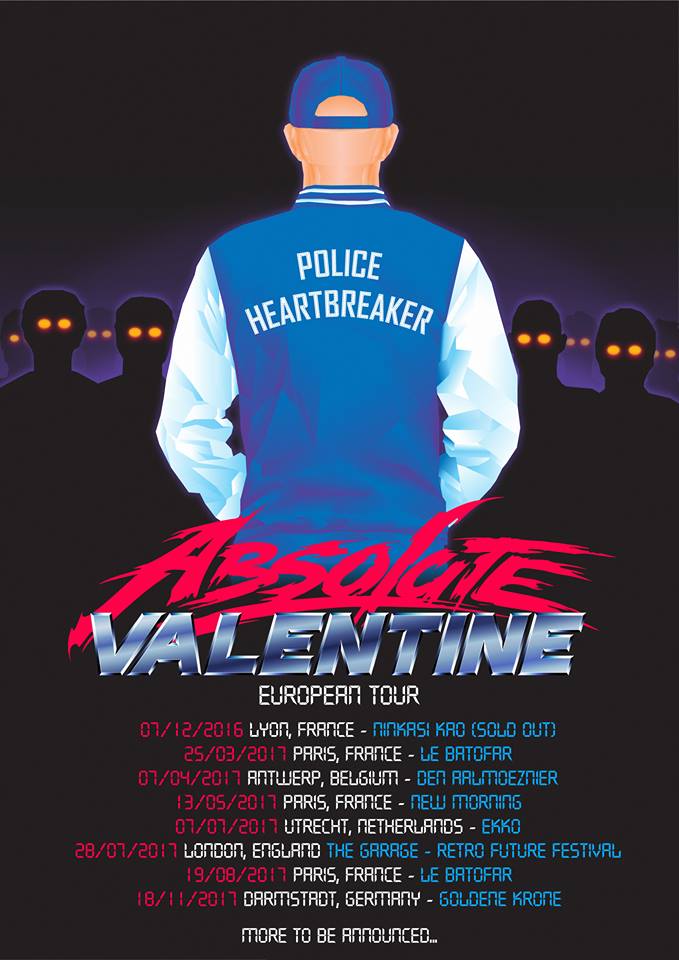 POLICE
HEARTBREAKER
ABSOLUTE
VALENTINE
EUROPEAN TOUR
07/12/2016 LYON, FRANCE - NINKASI KAO (SOLD OUT)
25/03/2017 PARIS, FRANCE - LE BATOFAR
07/04/2017 ANTWERP, BELGIUM - DEN AALMOEZNIER
13/05/2017 PARIS, FRANCE - NEW MORNING
07/07/2017 UTRECHT, NETHERLANDS - EKKO
28/07/2017 LONDON, ENGLAND THE GARAGE - RETRO FUTURE FESTIVAL
19/08/2017 PARIS, FRANCE - LE BATOFAR
18/11/2017 DARMSTADT, GERMANY - GOLDENE KRONE
MORE TO BE ANNOUNCED...